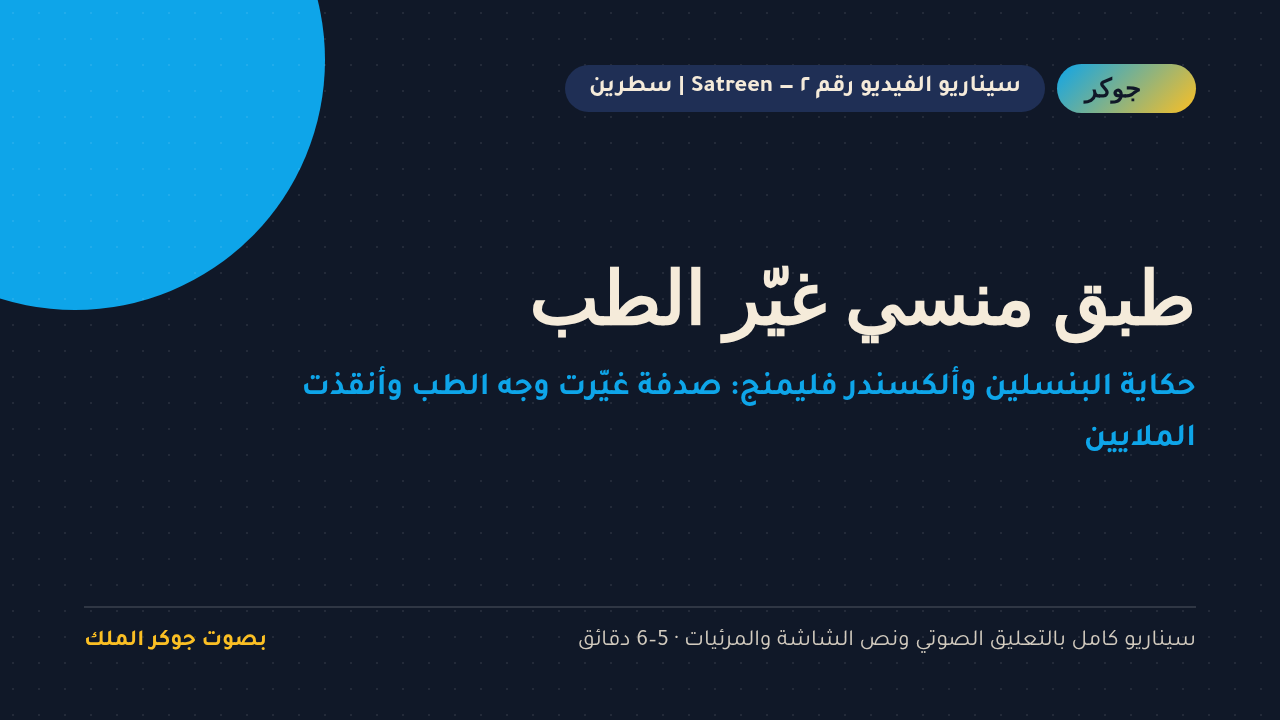 جوكر
سيناريو الفيديو رقم ٢ — Satreen | سطرين
طبق منسي غيّر الطب
حكاية البنسلين وألكسندر فليمنج: صدفة غيّرت وجه الطب وأنقذت
الملايين
سيناريو كامل بالتعليق الصوتي ونص الشاشة والمرئيات · 5–6 دقائق
بصوت جوكر الملك